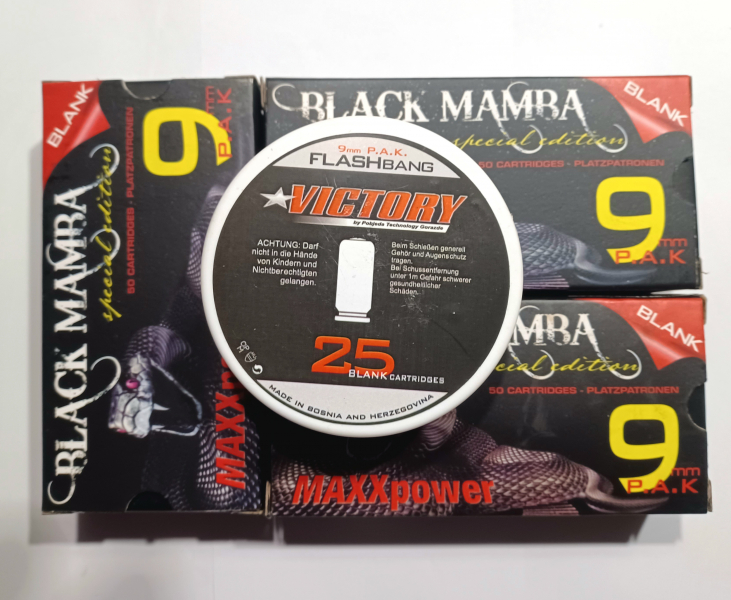 BLANK
9mm
P.A.K
50 CARTRIDGES - PLATZPATRONEN
special edition
BLACK MAMBA
MAXXpow
BLACK MAMBA
BLANK
special edition
50 CARTRIDGES - PLATZPATRONEN
9mm
P.A.K
MAMBA
BLANK
special edition
50 CARTRIDGES - PLATZPATRONEN
9mm
P.A.K
MAXXpower
9mm P.A.K.
FLASHBANG
VICTORY
by Pobjeda Technology Gorazde
ACHTUNG: Darf
nicht in die Hände
von Kindern und
Nichtberechtigten
gelangen.
Beim Schießen generell
Gehör und Augenschutz
tragen.
Bei Schussentfernung
unter 1m Gefahr schwerer
gesundheitlicher
Schäden.
25
BLANK CARTRIDGES
MADE IN BOSNIA AND HERZEGOVINA